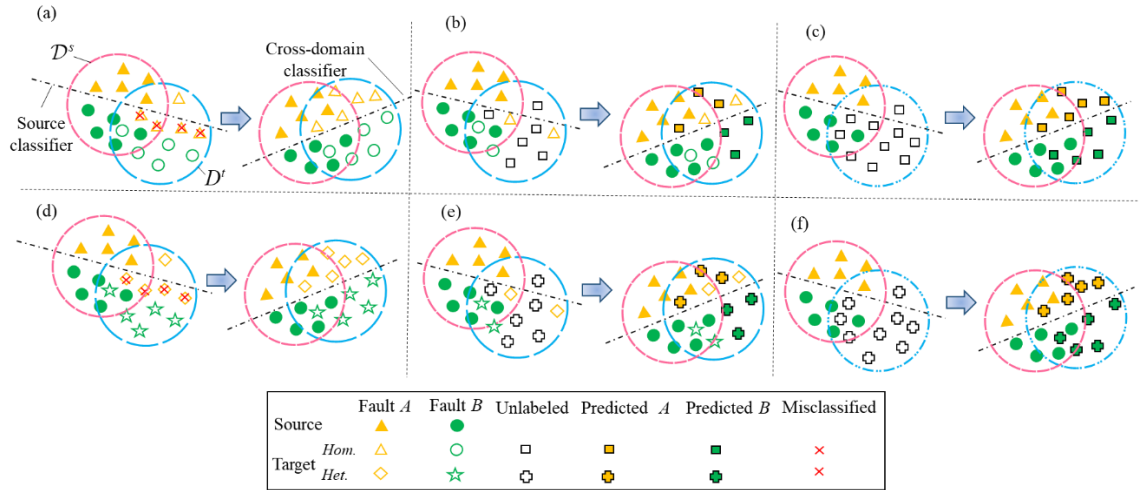 (a)
(b)
(c)
Cross-domain
classifier
𝒟ˢ
Source
classifier
Dᵗ
(d)
(e)
(f)
Fault A Fault B Unlabeled Predicted A Predicted B Misclassified
Source
Hom.
Target
Het.